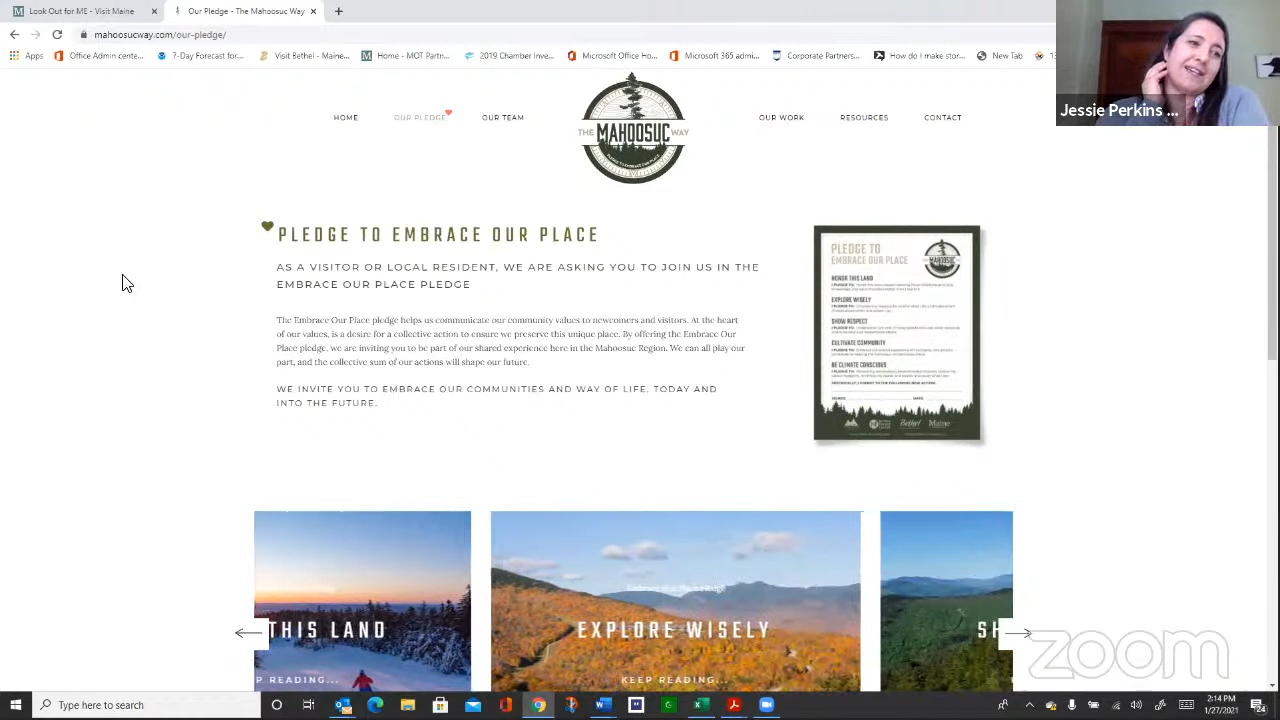 Look Out for ME - Visit Maine
Our Pledge - The Mahoosuc Way
mahoosucway.com/our-pledge/
Apps
Office Admin cente...
7-Day Forecast for...
Visit Bethel - Maine...
Home - MOT Partn...
2019 Chamber Inve...
Microsoft Office Ho...
Microsoft 365 admi...
Corporate Partners...
How do I make stor...
New Tab
Jessie Perkins ...
HOME
OUR PLEDGE
OUR TEAM
THE MAHOOSUC WAY
OUR WORK
RESOURCES
CONTACT
PLEDGE TO EMBRACE OUR PLACE
AS A VISITOR OR LOCAL RESIDENT WE ARE ASKING YOU TO JOIN US IN THE
EMBRACE OUR PLACE PLEDGE
The Embrace Our Place pledge helps communicate our community values to newcomers and visitors. At the heart
of our values is a desire for a collective action to ensure we preserve this unique place. By offering the Embrace Our
Place pledge, we are inviting you to be part of our shared experience here in the Mahoosuc Region. We can all play our
part and the collective sum of our actions will shape our future.
WE INVITE YOU TO EMBRACE OUR COMMUNITIES AND WAY OF LIFE TODAY AND
INTO THE FUTURE.
PLEDGE TO
EMBRACE OUR PLACE
MAHOOSUC
HONOR THIS LAND
EXPLORE WISELY
SHOW RESPECT
CULTIVATE COMMUNITY
BE CLIMATE CONSCIOUS
Bethel
Maine
THIS LAND
P READING...
Embrace Our Place Pledge
EXPLORE WISELY
KEEP READING...
SH
zoom
Type here to search
2:14 PM
1/27/2021